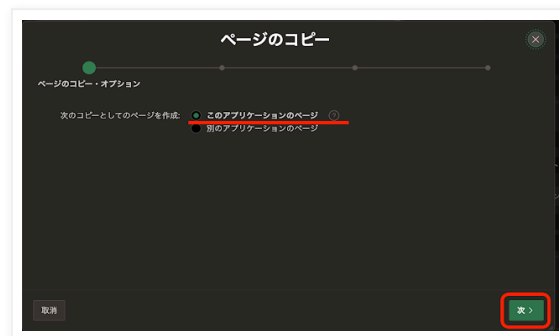 ページのコピー
ページのコピー・オプション
次のコピーとしてのページを作成:
このアプリケーションのページ
別のアプリケーションのページ
取消
次 >